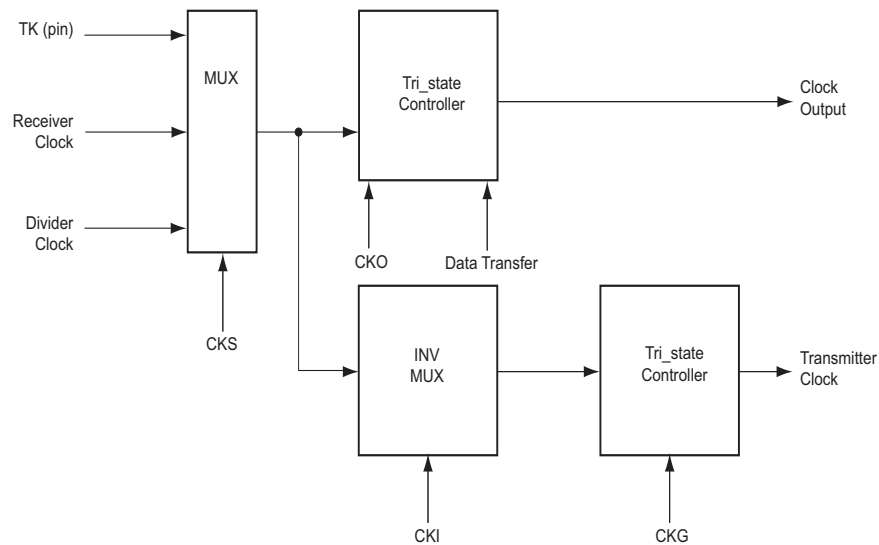 TK (pin)
MUX
Tri_state
Controller
Clock
Output
Receiver
Clock
Divider
Clock
CKO
Data Transfer
CKS
INV
MUX
Tri_state
Controller
Transmitter
Clock
CKI
CKG